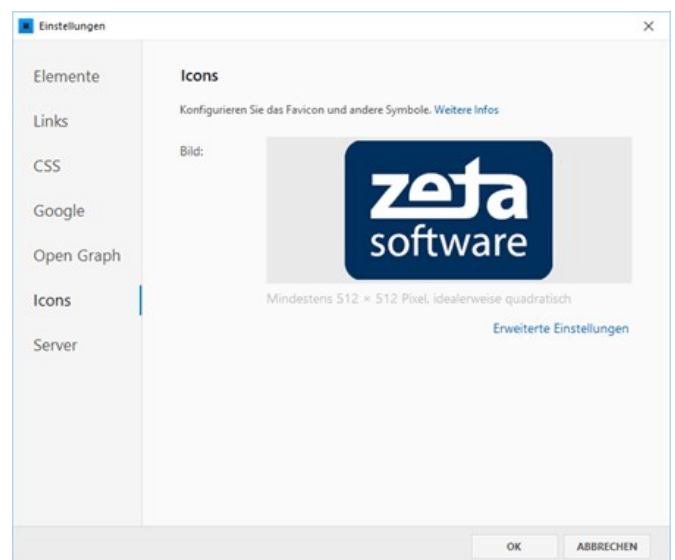 Einstellungen
Elemente
Links
CSS
Google
Open Graph
Icons
Server
Icons
Konfigurieren Sie das Favicon und andere Symbole. Weitere Infos
Bild:
zeta
software
Mindestens 512 × 512 Pixel, idealerweise quadratisch
Erweiterte Einstellungen
OK ABBRECHEN